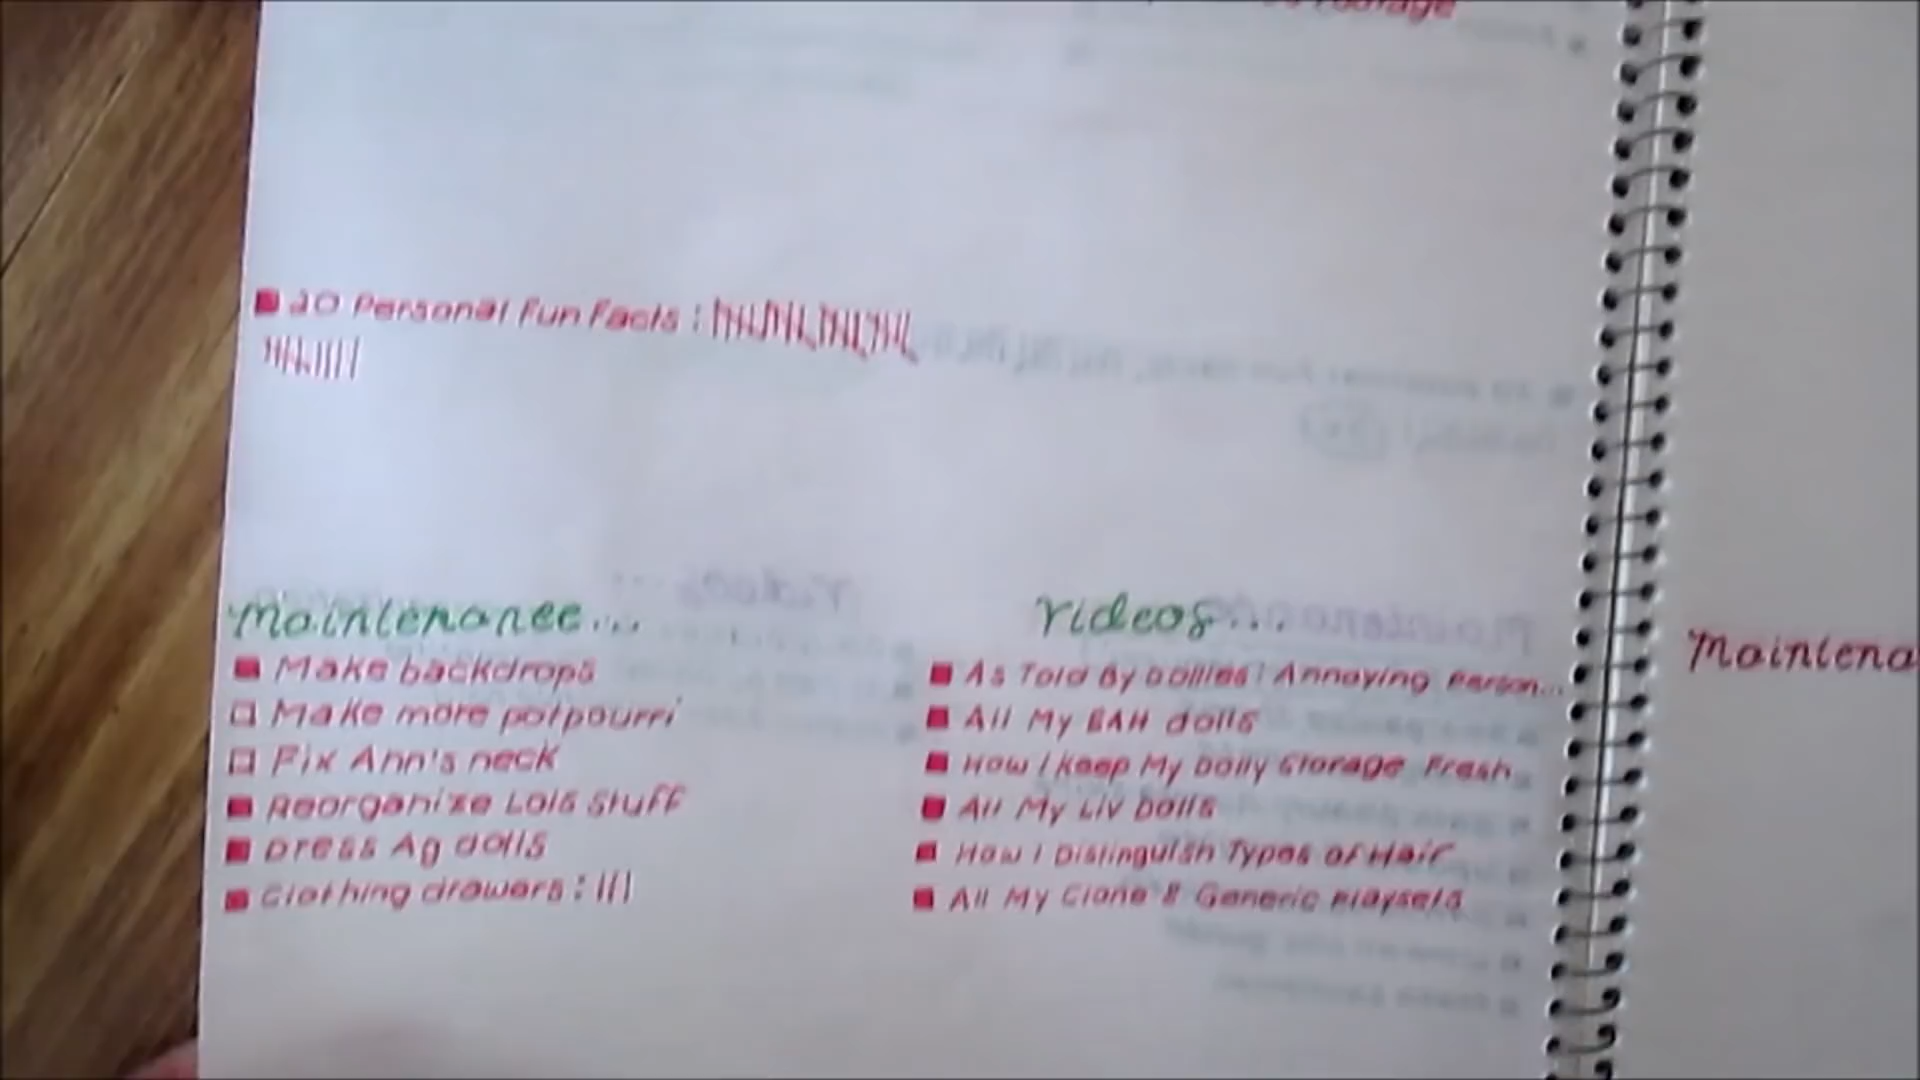 20 Personal Fun Facts :
Maintenance...
Make backdrops
Make more potpourri
Fix Ann's neck
Reorganize Lois Stuff
Dress Ag dolls
Clothing drawers : |||
Videos...
As Told By Dollies: Annoying Person...
All My EAH dolls
How I Keep My Dolly Storage Fresh
All My Liv Dolls
How I Distinguish Types of Hair
All My Clone & Generic Playsets
Maintena